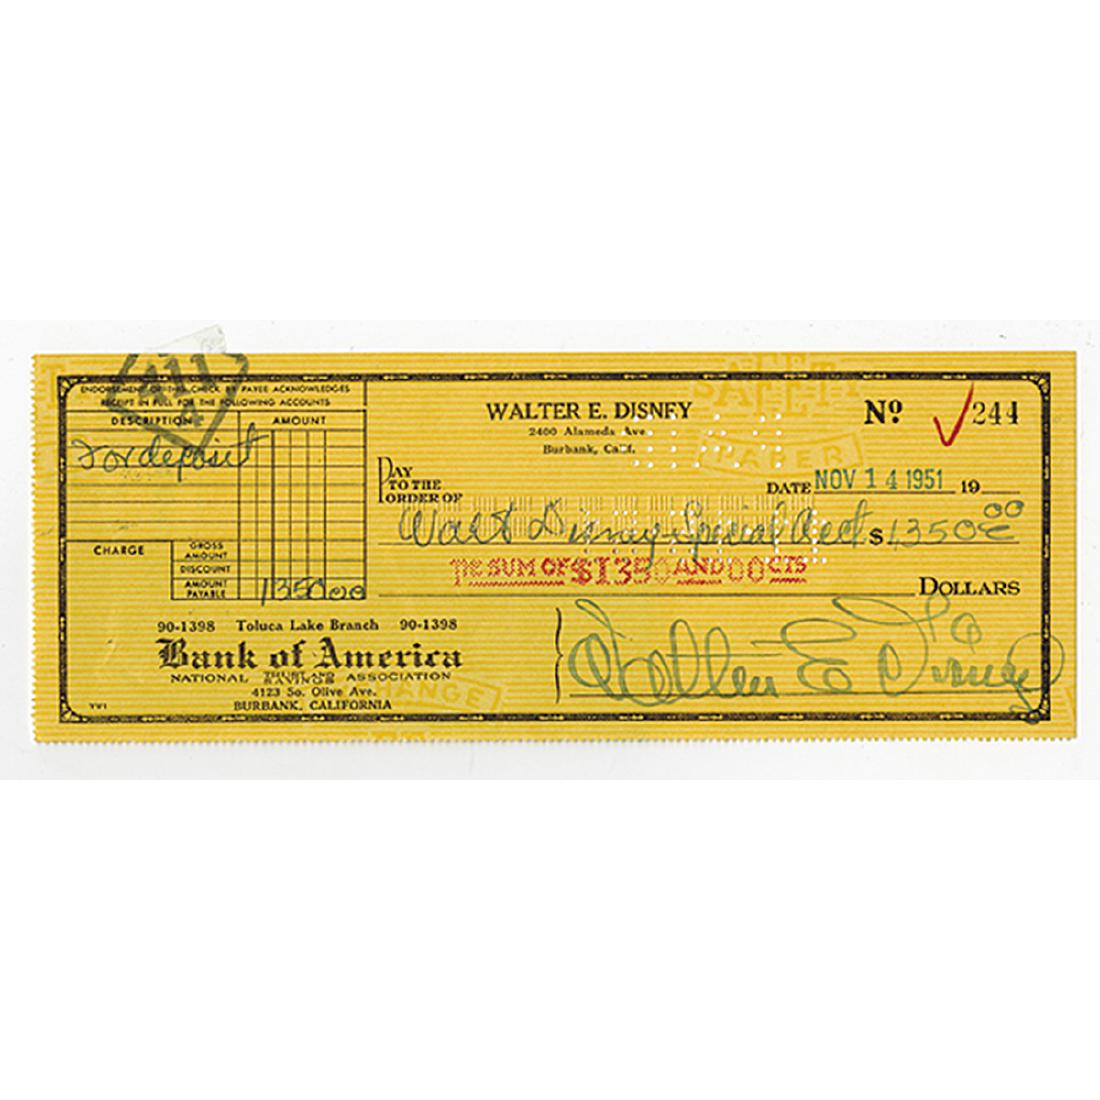 ENDORSEMENT OF THIS CHECK BY PAYEE ACKNOWLEDGES
RECEIPT IN FULL FOR THE FOLLOWING ACCOUNTS
DESCRIPTION AMOUNT
For deposit
CHARGE
GROSS AMOUNT
DISCOUNT
AMOUNT PAYABLE 1350 00
90-1398 Toluca Lake Branch 90-1398
Bank of America
NATIONAL TRUST AND SAVINGS ASSOCIATION
4123 So. Olive Ave.
BURBANK, CALIFORNIA
WALTER E. DISNEY
2400 Alameda Ave.
Burbank, Calif.
No 244
SAFETY
PAPER
DATE NOV 14 1951 19
PAY TO THE ORDER OF Walt Disney Special Acct $1,350 00
THE SUM OF $1350 AND 00 CTS DOLLARS
Walter E Disney